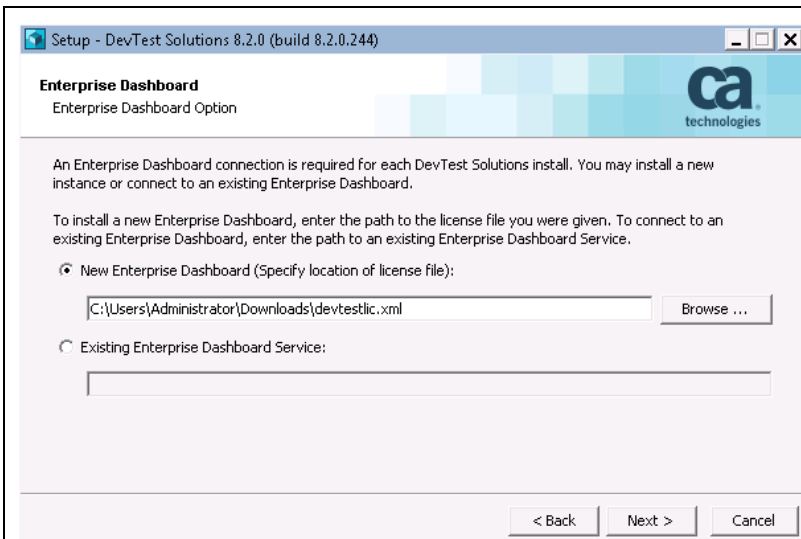 Setup - DevTest Solutions 8.2.0 (build 8.2.0.244)
Enterprise Dashboard
Enterprise Dashboard Option
ca
technologies
An Enterprise Dashboard connection is required for each DevTest Solutions install. You may install a new
instance or connect to an existing Enterprise Dashboard.
To install a new Enterprise Dashboard, enter the path to the license file you were given. To connect to an
existing Enterprise Dashboard, enter the path to an existing Enterprise Dashboard Service.
New Enterprise Dashboard (Specify location of license file):
C:\Users\Administrator\Downloads\devtestlic.xml
Browse ...
Existing Enterprise Dashboard Service:
< Back Next > Cancel